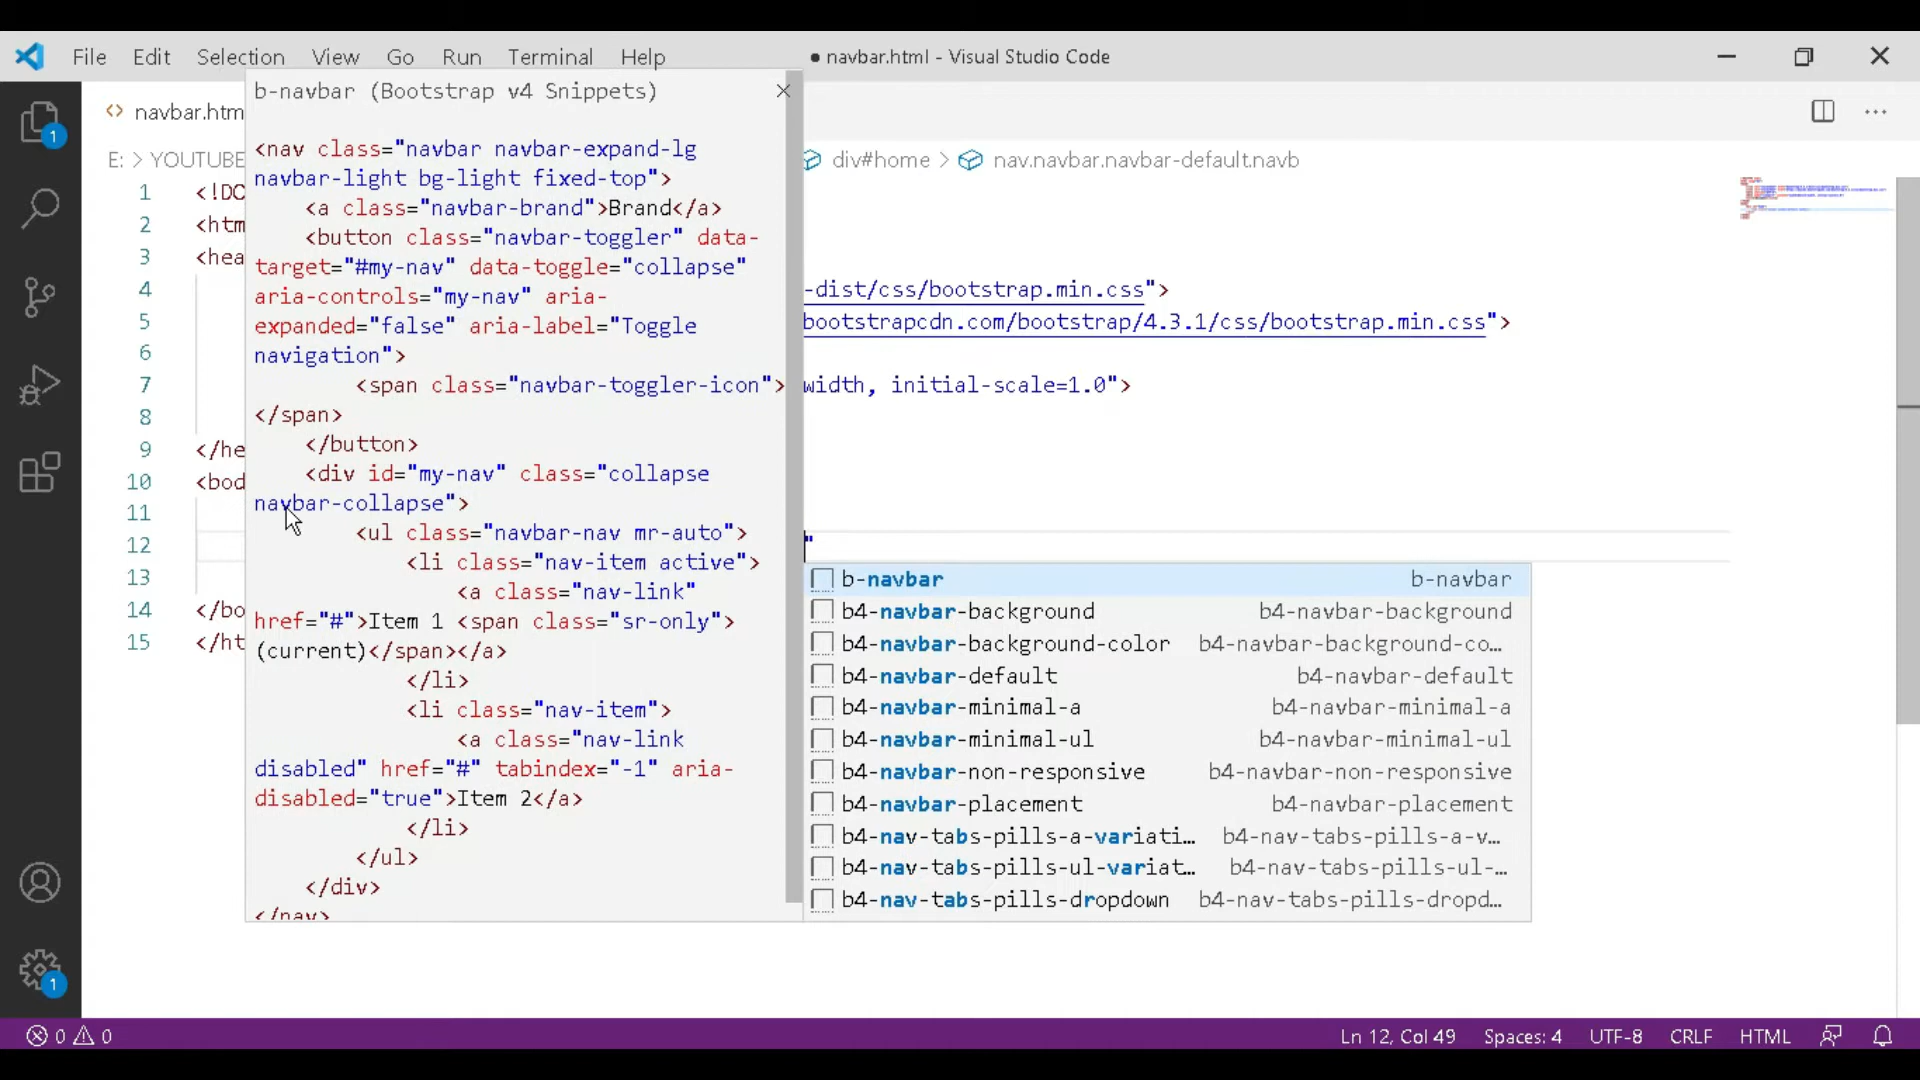 File Edit Selection View Go Run Terminal Help
● navbar.html - Visual Studio Code
b-navbar (Bootstrap v4 Snippets)
navbar.htm
E: > YOUTUBE
div#home > nav.navbar.navbar-default.navb
<nav class="navbar navbar-expand-lg
navbar-light bg-light fixed-top">
<a class="navbar-brand">Brand</a>
<button class="navbar-toggler" data-
target="#my-nav" data-toggle="collapse"
aria-controls="my-nav" aria-
expanded="false" aria-label="Toggle
navigation">
<span class="navbar-toggler-icon">
</span>
</button>
<div id="my-nav" class="collapse
navbar-collapse">
<ul class="navbar-nav mr-auto">
<li class="nav-item active">
<a class="nav-link"
href="#">Item 1 <span class="sr-only">
(current)</span></a>
</li>
<li class="nav-item">
<a class="nav-link
disabled" href="#" tabindex="-1" aria-
disabled="true">Item 2</a>
</li>
</ul>
</div>
</nav>
1 <!DC
2 <htm
3 <hea
4 -dist/css/bootstrap.min.css">
5 bootstrapcdn.com/bootstrap/4.3.1/css/bootstrap.min.css">
6
7 width, initial-scale=1.0">
8
9 </he
10 <bod
11
12 "
13
14 </bo
15 </ht
b-navbar b-navbar
b4-navbar-background b4-navbar-background
b4-navbar-background-color b4-navbar-background-co…
b4-navbar-default b4-navbar-default
b4-navbar-minimal-a b4-navbar-minimal-a
b4-navbar-minimal-ul b4-navbar-minimal-ul
b4-navbar-non-responsive b4-navbar-non-responsive
b4-navbar-placement b4-navbar-placement
b4-nav-tabs-pills-a-variati… b4-nav-tabs-pills-a-v…
b4-nav-tabs-pills-ul-variat… b4-nav-tabs-pills-ul-…
b4-nav-tabs-pills-dropdown b4-nav-tabs-pills-dropd…
1
1
0 0
Ln 12, Col 49 Spaces: 4 UTF-8 CRLF HTML